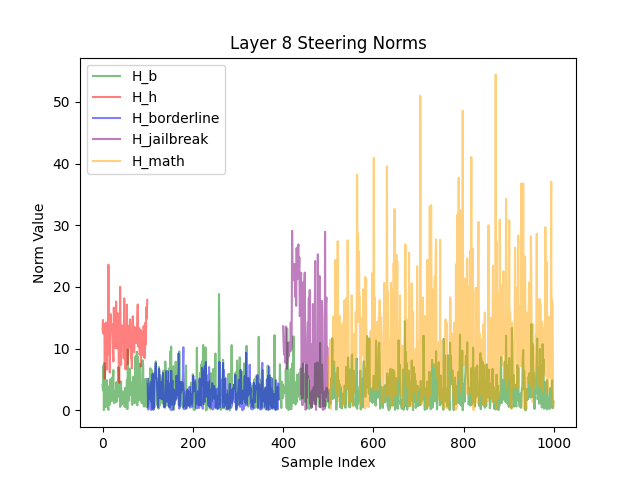 Layer 8 Steering Norms
H_b
H_h
H_borderline
H_jailbreak
H_math
50
40
30
20
10
0
Norm Value
0
200
400
600
800
1000
Sample Index